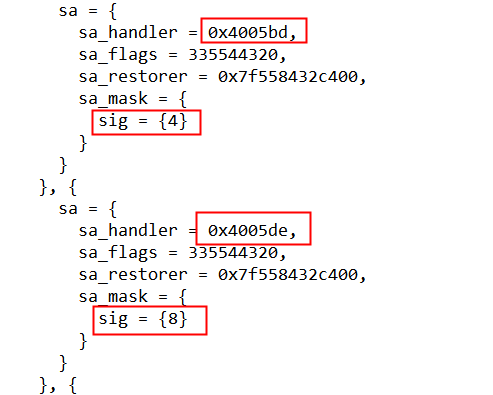 sa = {
sa_handler = 0x4005bd,
sa_flags = 335544320,
sa_restorer = 0x7f558432c400,
sa_mask = {
sig = {4}
}
}
}, {
sa = {
sa_handler = 0x4005de,
sa_flags = 335544320,
sa_restorer = 0x7f558432c400,
sa_mask = {
sig = {8}
}
}
}, {